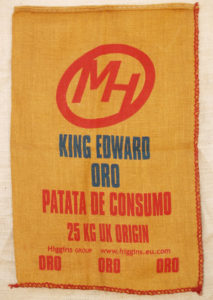 MH
KING EDWARD
ORO
PATATA DE CONSUMO
25 KG UK ORIGIN
Higgins GROUP www.higgins.eu.com
ORO ORO ORO